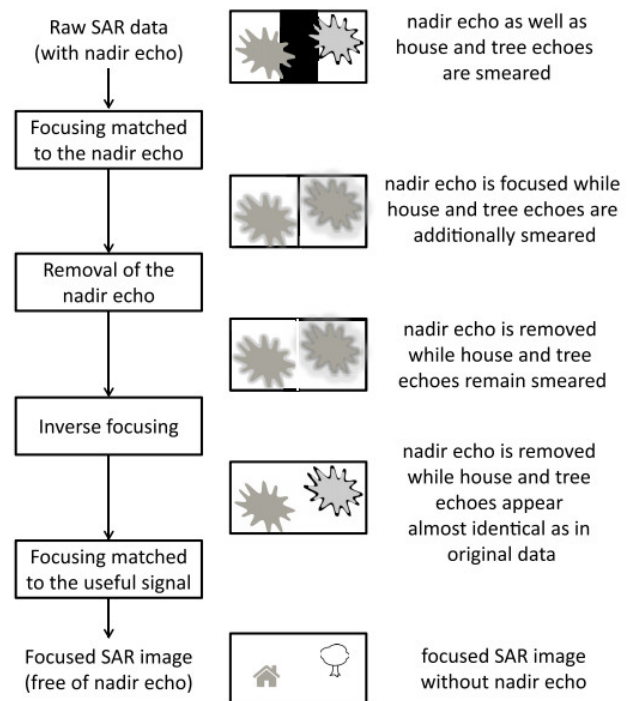 Raw SAR data
(with nadir echo)
nadir echo as well as
house and tree echoes
are smeared
Focusing matched
to the nadir echo
nadir echo is focused while
house and tree echoes are
additionally smeared
Removal of the
nadir echo
nadir echo is removed
while house and tree
echoes remain smeared
Inverse focusing
nadir echo is removed
while house and tree
echoes appear
almost identical as in
original data
Focusing matched
to the useful signal
Focused SAR image
(free of nadir echo)
focused SAR image
without nadir echo